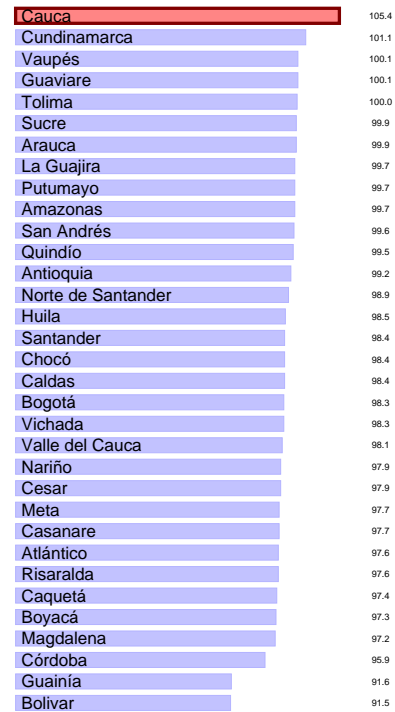 Cauca 105.4
Cundinamarca 101.1
Vaupés 100.1
Guaviare 100.1
Tolima 100.0
Sucre 99.9
Arauca 99.9
La Guajira 99.7
Putumayo 99.7
Amazonas 99.7
San Andrés 99.6
Quindío 99.5
Antioquia 99.2
Norte de Santander 98.9
Huila 98.5
Santander 98.4
Chocó 98.4
Caldas 98.4
Bogotá 98.3
Vichada 98.3
Valle del Cauca 98.1
Nariño 97.9
Cesar 97.9
Meta 97.7
Casanare 97.7
Atlántico 97.6
Risaralda 97.6
Caquetá 97.4
Boyacá 97.3
Magdalena 97.2
Córdoba 95.9
Guainía 91.6
Bolivar 91.5